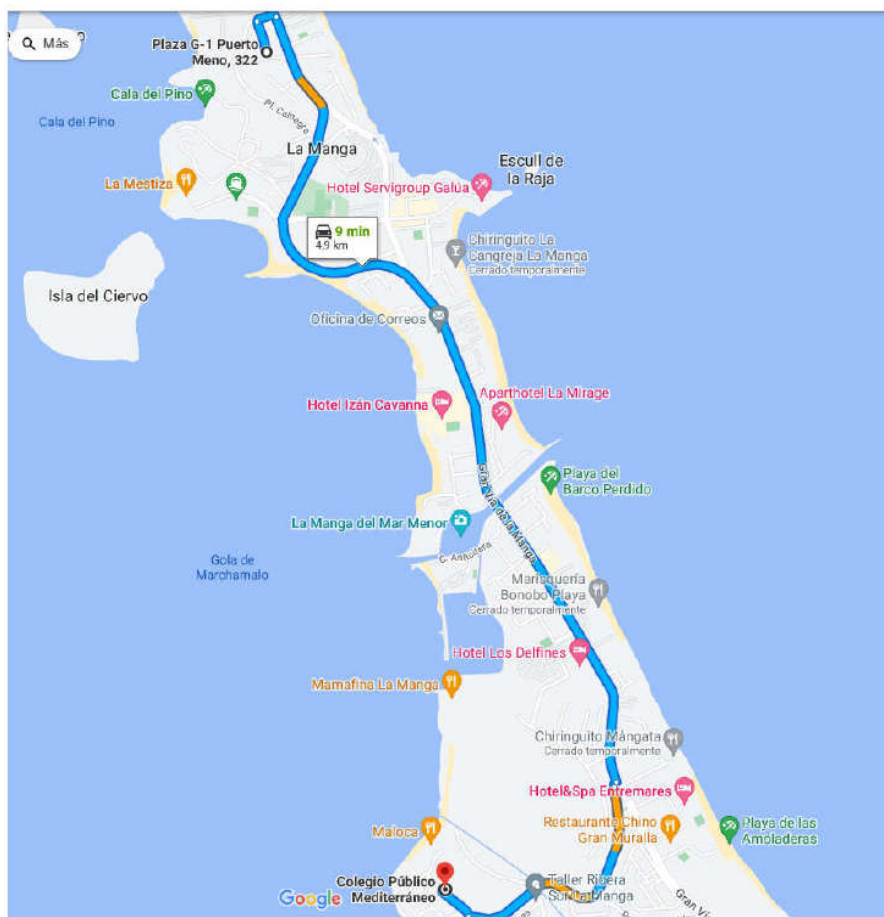 Más
Plaza G-1 Puerto
Meno, 322
Cala del Pino
Cala del Pino
Pl. Calnegre
La Manga
La Mestiza
Hotel Servigroup Galúa
Escull de
la Raja
9 min
4,9 km
Chiringuito La
Cangreja La Manga
Cerrado temporalmente
Isla del Ciervo
Oficina de Correos
Hotel Izán Cavanna
Aparthotel La Mirage
Playa del
Barco Perdido
Gran Vía de la Manga
La Manga del Mar Menor
Gola de
Marchamalo
Marisquería
Bonobo Playa
Cerrado temporalmente
Hotel Los Delfines
Mamafina La Manga
Chiringuito Mångata
Cerrado temporalmente
Hotel&Spa Entremares
Restaurante Chino
Gran Muralla
Playa de las
Amoladeras
Maloca
Colegio Público
Mediterráneo
Google
Taller Ribera
Sur La Manga
Gran Ví